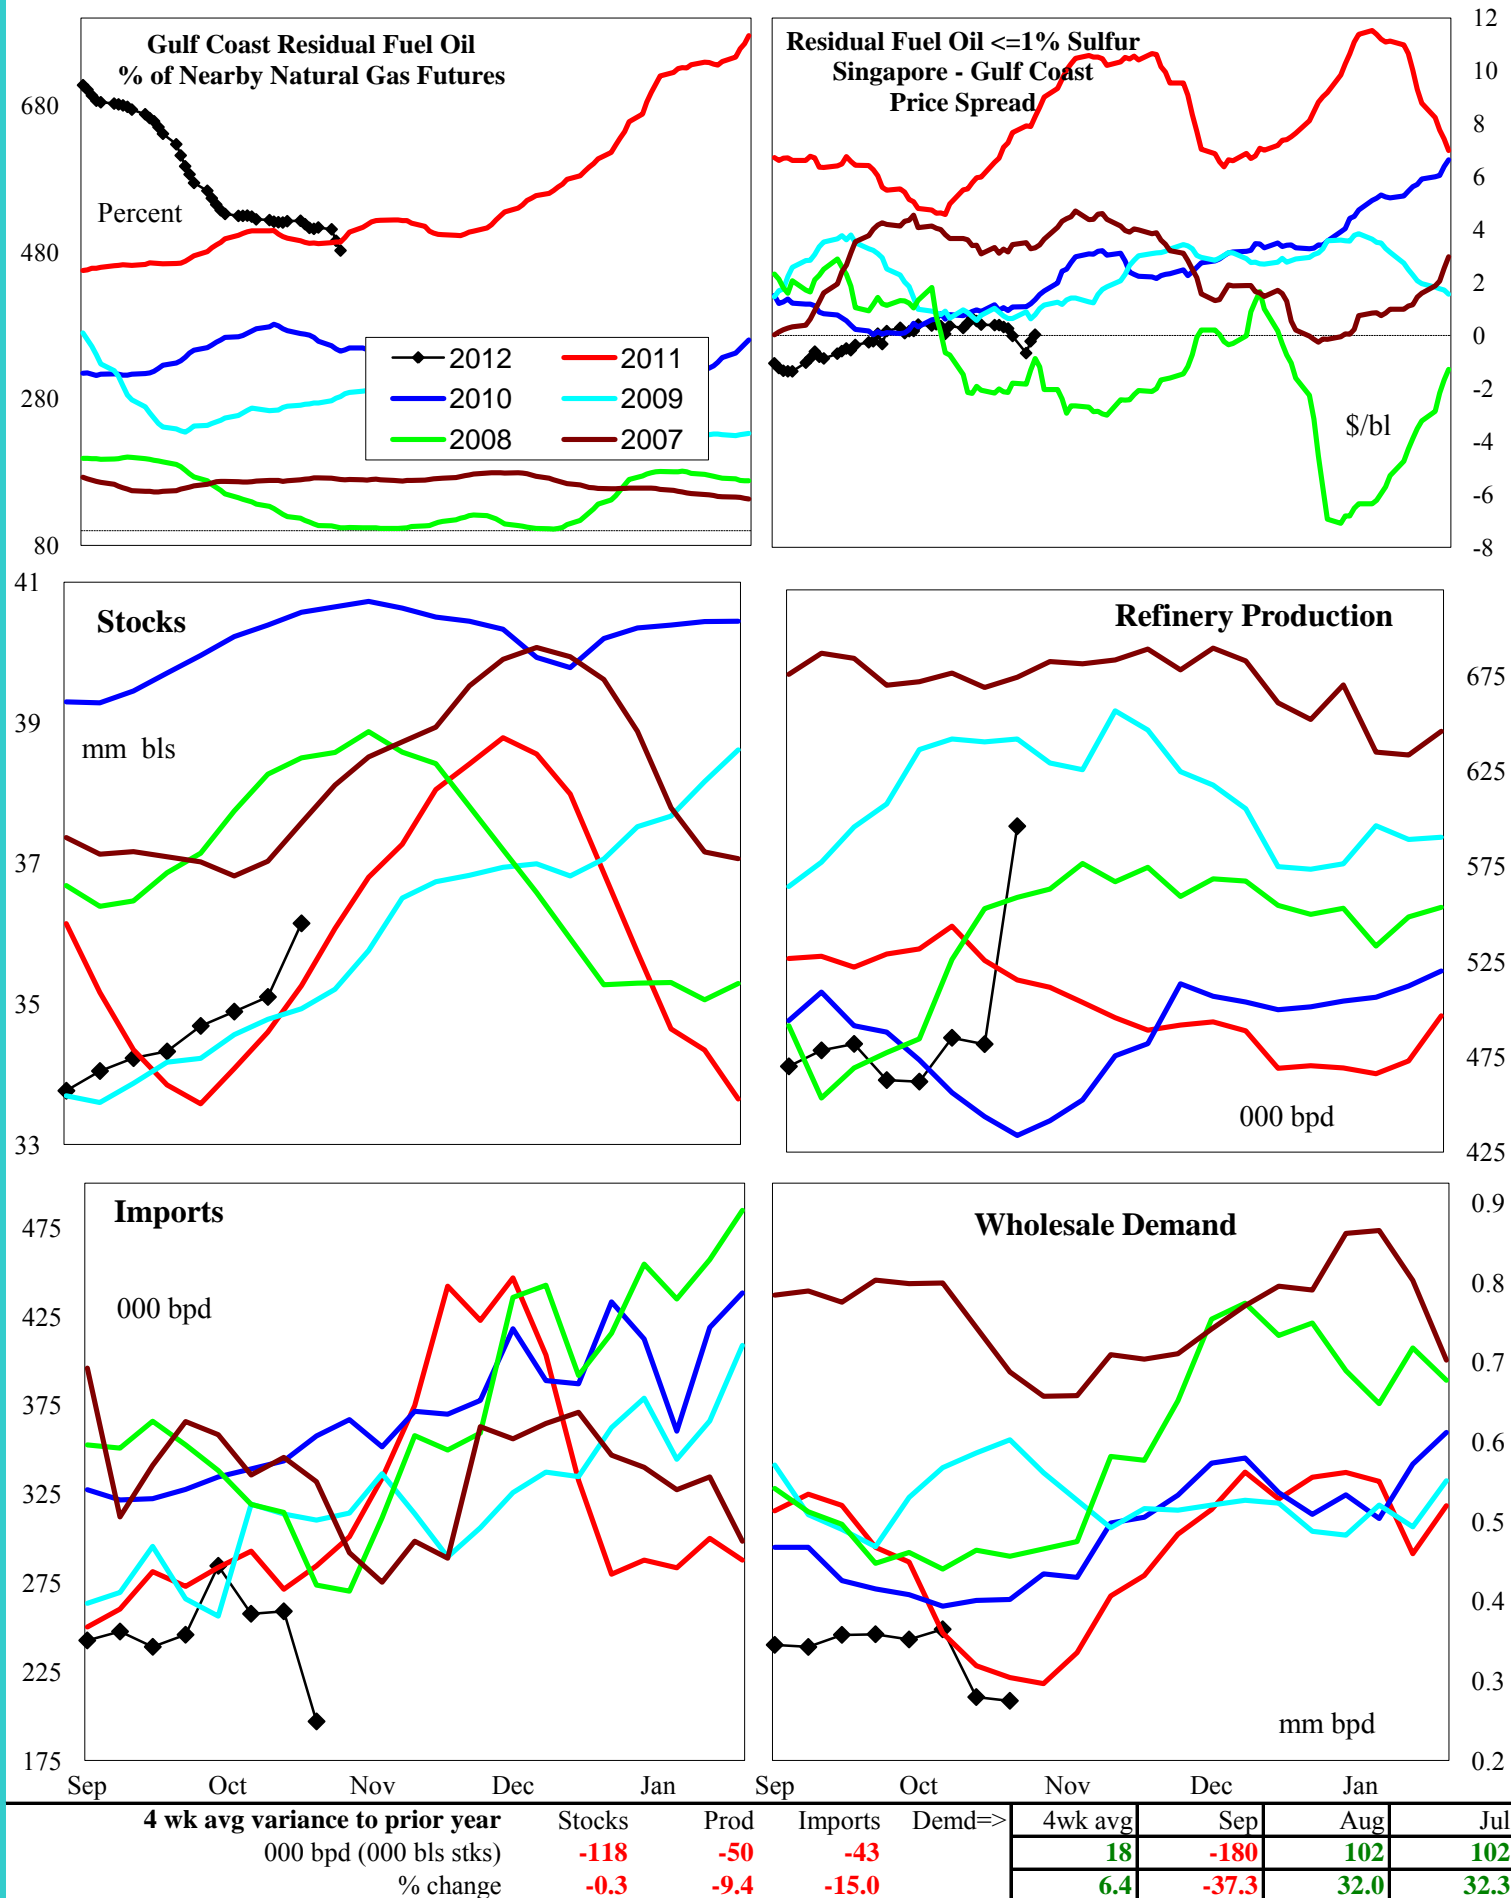 Gulf Coast Residual Fuel Oil
% of Nearby Natural Gas Futures
680
480
280
80
Percent
2012
2011
2010
2009
2008
2007
Residual Fuel Oil <=1% Sulfur
Singapore - Gulf Coast
Price Spread
12
10
8
6
4
2
0
-2
-4
-6
-8
$/bl
Stocks
mm bls
41
39
37
35
33
Refinery Production
675
625
575
525
475
425
000 bpd
Imports
000 bpd
475
425
375
325
275
225
175
Sep Oct Nov Dec Jan
Wholesale Demand
0.9
0.8
0.7
0.6
0.5
0.4
0.3
0.2
mm bpd
Sep Oct Nov Dec Jan
4 wk avg variance to prior year Stocks Prod Imports Demd=> 4wk avg Sep Aug Jul
000 bpd (000 bls stks) -118 -50 -43 18 -180 102 102
% change -0.3 -9.4 -15.0 6.4 -37.3 32.0 32.3